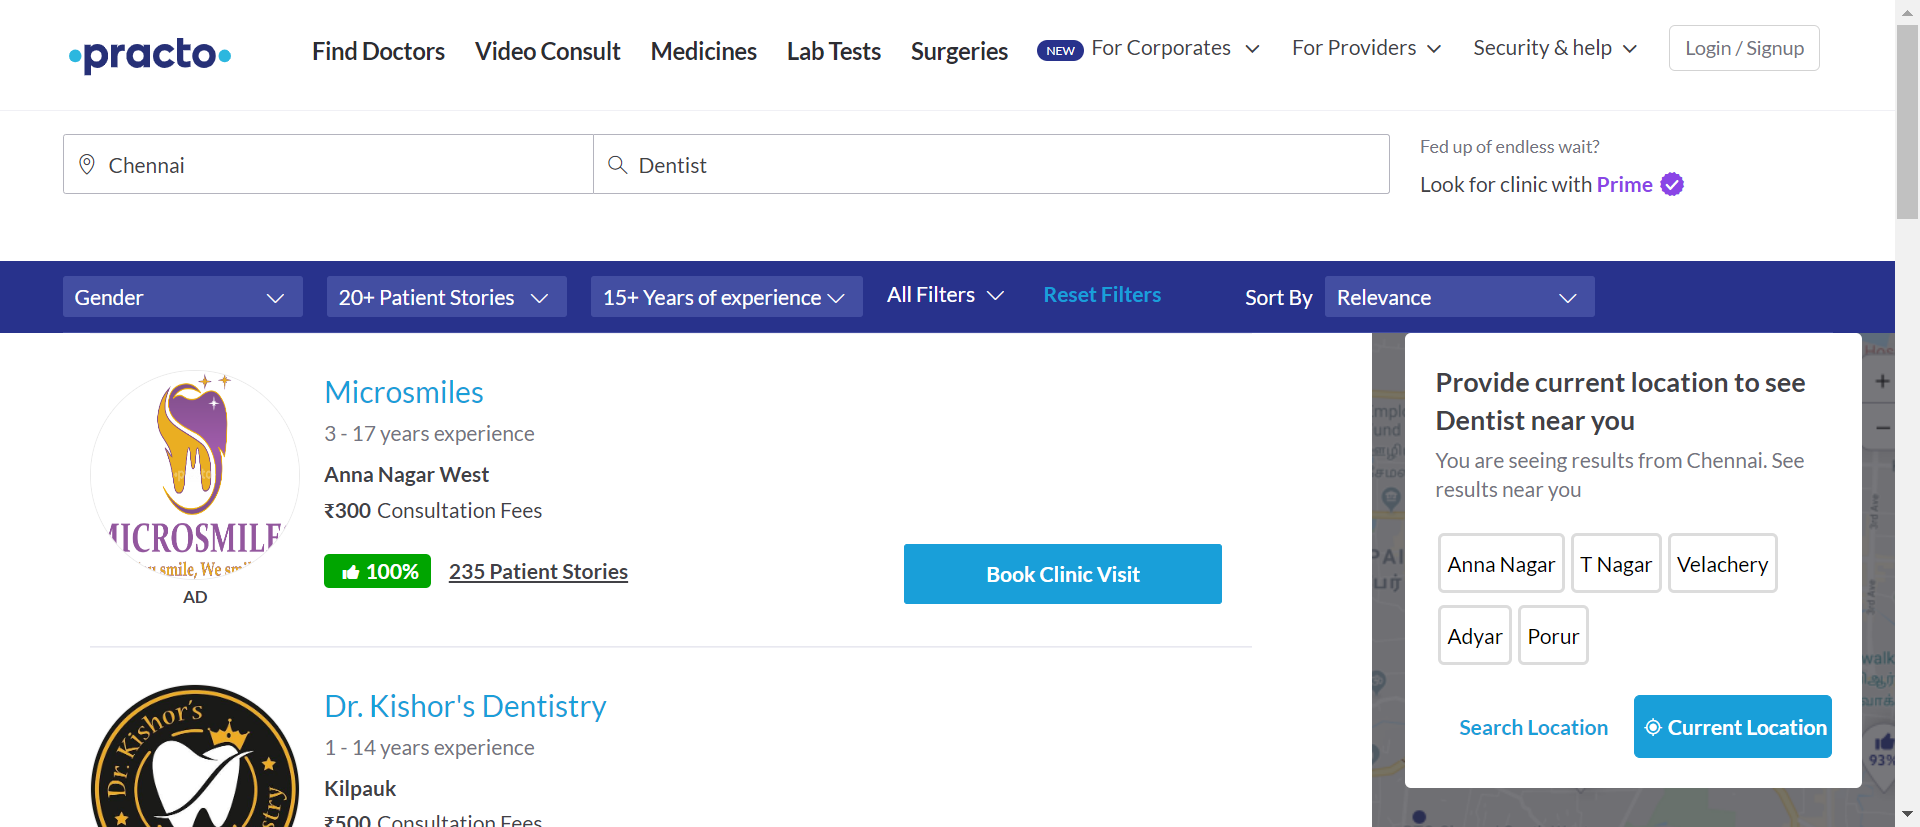 practo
Find Doctors
Video Consult
Medicines
Lab Tests
Surgeries
NEW
For Corporates
For Providers
Security & help
Login / Signup
Chennai
Dentist
Fed up of endless wait?
Look for clinic with Prime
Gender
20+ Patient Stories
15+ Years of experience
All Filters
Reset Filters
Sort By
Relevance
Microsmiles
3 - 17 years experience
Anna Nagar West
₹300 Consultation Fees
100%
235 Patient Stories
Book Clinic Visit
AD
Dr. Kishor's Dentistry
1 - 14 years experience
Kilpauk
₹500 Consultation Fees
Dr. Kishor's
Provide current location to see
Dentist near you
You are seeing results from Chennai. See
results near you
Anna Nagar
T Nagar
Velachery
Adyar
Porur
Search Location
Current Location
3rd Ave
3rd Ave
93%